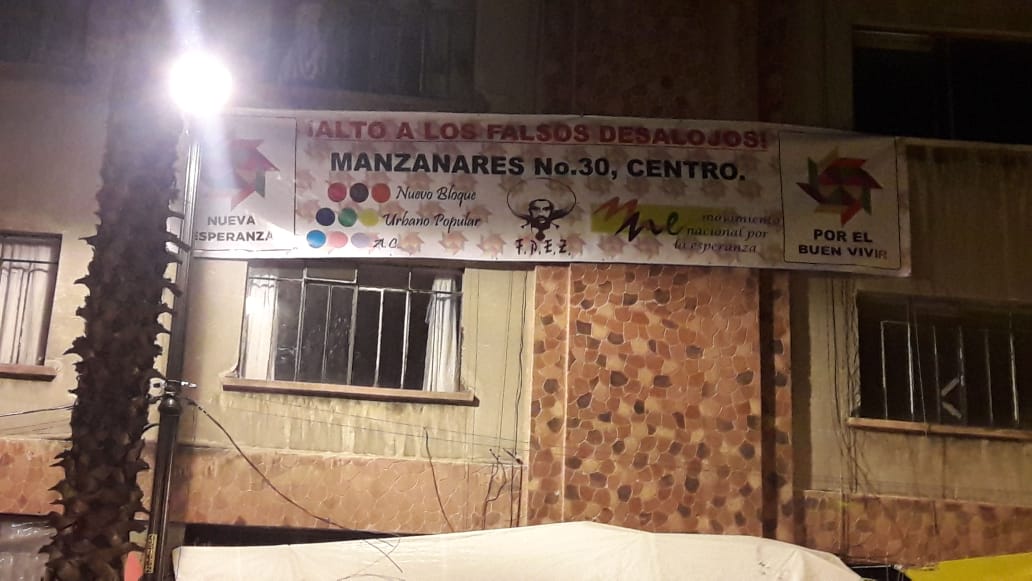 ¡ALTO A LOS FALSOS DESALOJOS!
MANZANARES No.30, CENTRO.
NUEVA
ESPERANZA
Nuevo Bloque
Urbano Popular
A.C.
F.P.E.Z.
movimiento
nacional por
la esperanza
POR EL
BUEN VIVIR